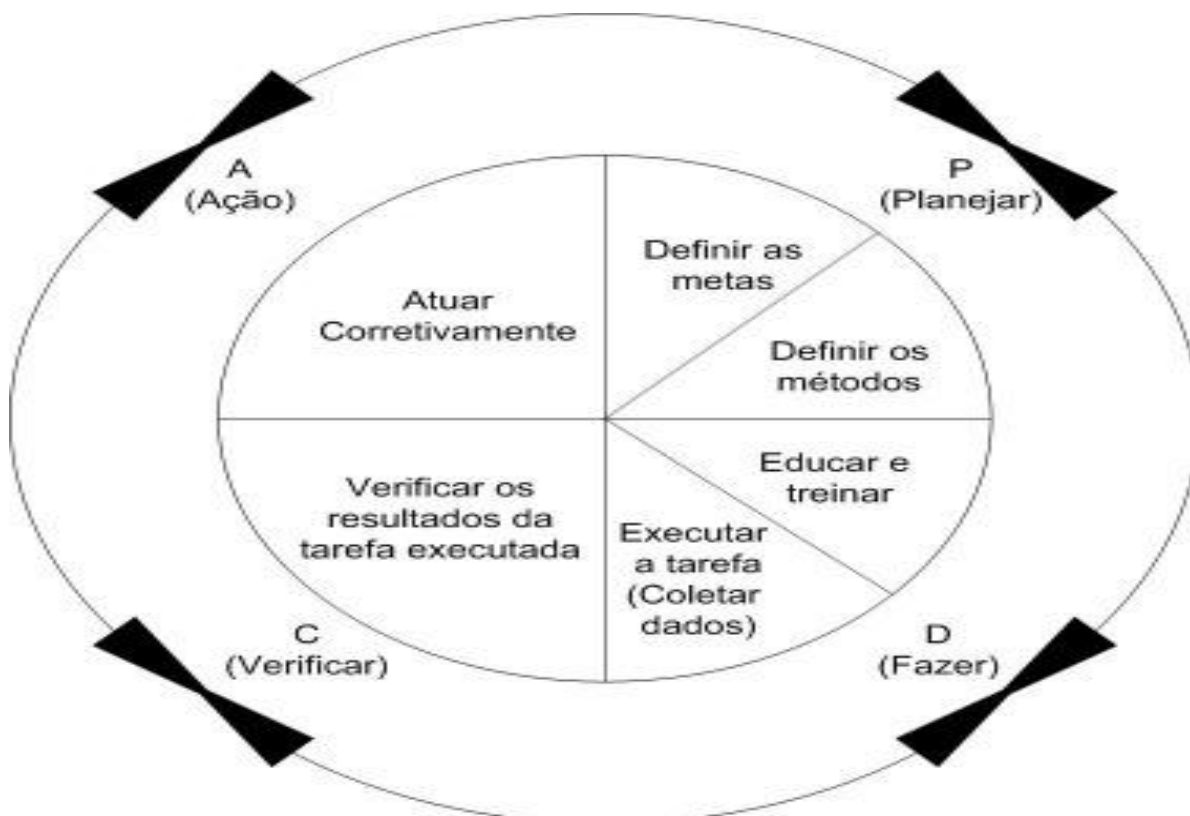 A
(Ação)
P
(Planejar)
Definir as
metas
Atuar
Corretivamente
Definir os
métodos
Educar e
treinar
Verificar os
resultados da
tarefa executada
Executar
a tarefa
(Coletar
dados)
C
(Verificar)
D
(Fazer)